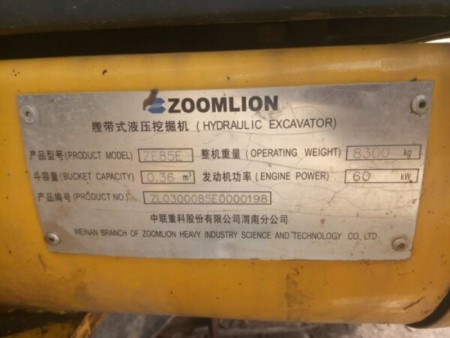 ZOOMLION
履带式液压挖掘机 (HYDRAULIC EXCAVATOR)
产品型号(PRODUCT MODEL) ZE85E 整机重量 (OPERATING WEIGHT) 8300 kg
斗容量(BUCKET CAPACITY) 0.36 m³ 发动机功率(ENGINE POWER) 60 kW
产品编号(PRODUCT NO) ZL030008SE0000198
中联重科股份有限公司渭南分公司
WEINAN BRANCH OF ZOOMLION HEAVY INDUSTRY SCIENCE AND TECHNOLOGY CO., LTD.